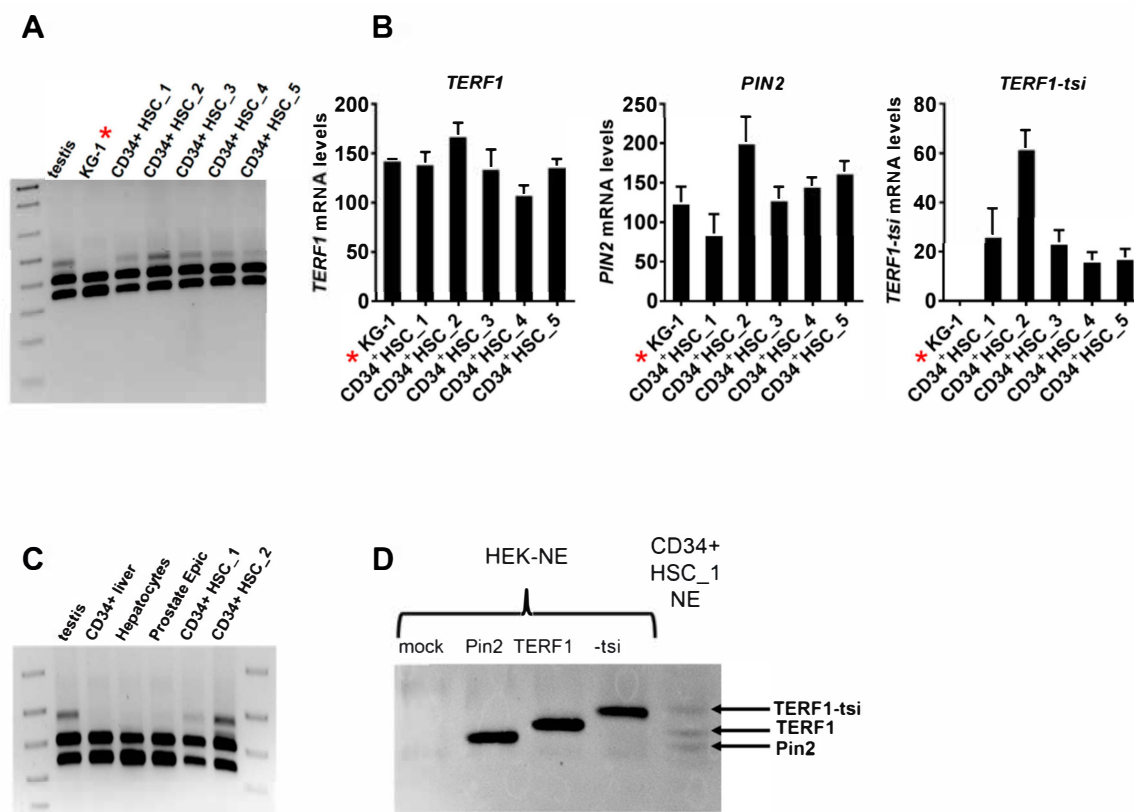 A
testis
KG-1 *
CD34+ HSC_1
CD34+ HSC_2
CD34+ HSC_3
CD34+ HSC_4
CD34+ HSC_5
B
TERF1
TERF1 mRNA levels
200
150
100
50
0
* KG-1
CD34+HSC_1
CD34+HSC_2
CD34+HSC_3
CD34+HSC_4
CD34+HSC_5
PIN2
PIN2 mRNA levels
250
200
150
100
50
0
* KG-1
CD34+HSC_1
CD34+HSC_2
CD34+HSC_3
CD34+HSC_4
CD34+HSC_5
TERF1-tsi
TERF1-tsi mRNA levels
80
60
40
20
0
* KG-1
CD34+HSC_1
CD34+HSC_2
CD34+HSC_3
CD34+HSC_4
CD34+HSC_5
C
testis
CD34+ liver
Hepatocytes
Prostate Epic
CD34+ HSC_1
CD34+ HSC_2
D
HEK-NE
CD34+
HSC_1
NE
mock Pin2 TERF1 -tsi
TERF1-tsi
TERF1
Pin2